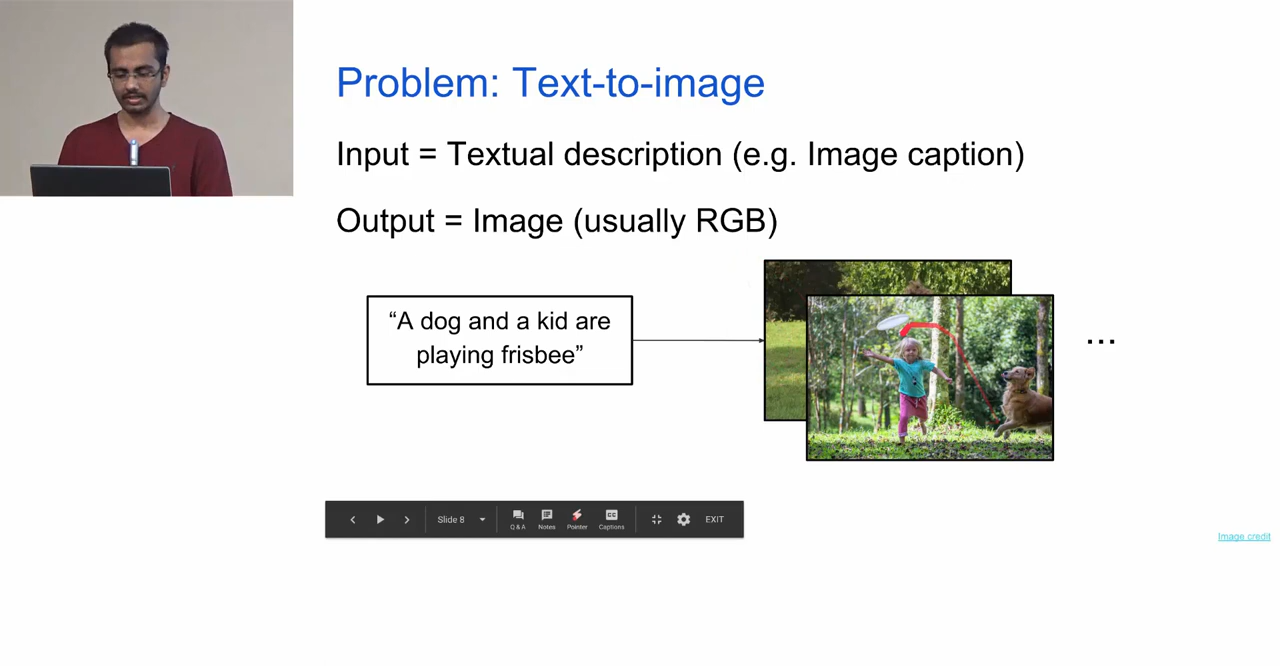 Problem: Text-to-image
Input = Textual description (e.g. Image caption)
Output = Image (usually RGB)
“A dog and a kid are
playing frisbee”
...
Slide 8
Q & A
Notes
Pointer
CC
Captions
EXIT
Image credit